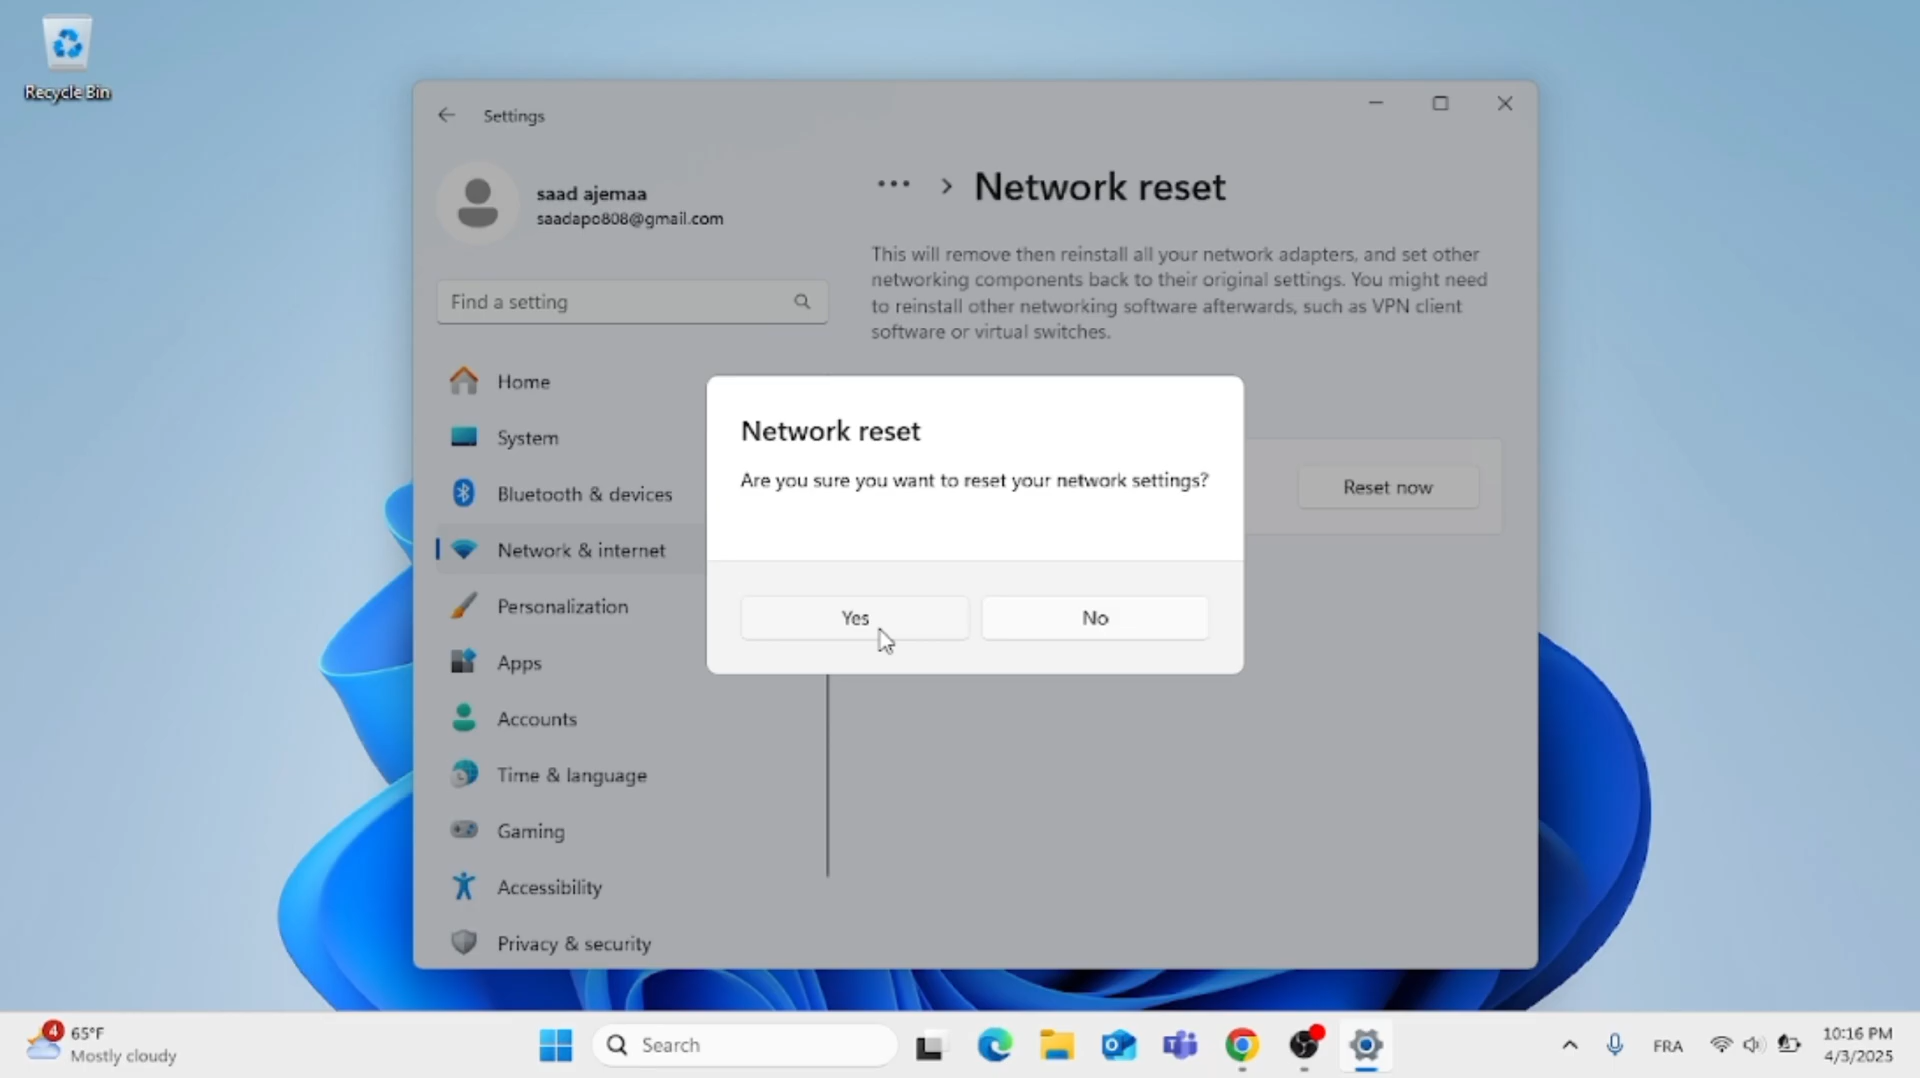 Recycle Bin
Settings
saad ajemaa
saadapo808@gmail.com
Find a setting
Home
System
Bluetooth & devices
Network & internet
Personalization
Apps
Accounts
Time & language
Gaming
Accessibility
Privacy & security
... > Network reset
This will remove then reinstall all your network adapters, and set other
networking components back to their original settings. You might need
to reinstall other networking software afterwards, such as VPN client
software or virtual switches.
Reset now
Network reset
Are you sure you want to reset your network settings?
Yes
No
4
65°F
Mostly cloudy
Search
FRA
10:16 PM
4/3/2025